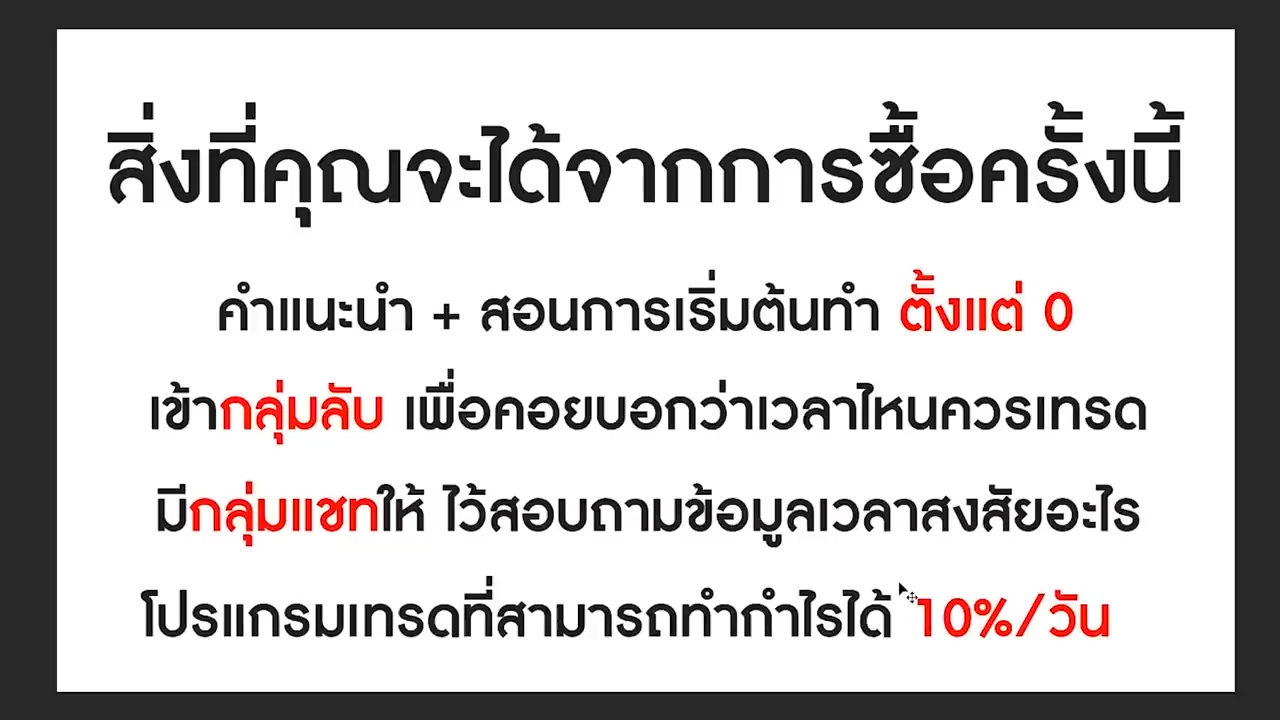 สิ่งที่คุณจะได้จากการซื้อครั้งนี้
คำแนะนำ + สอนการเริ่มต้นทำ ตั้งแต่ 0
เข้ากลุ่มลับ เพื่อคอยบอกว่าเวลาไหนควรเทรด
มีกลุ่มแชทให้ ไว้สอบถามข้อมูลเวลาสงสัยอะไร
โปรแกรมเทรดที่สามารถทำกำไรได้ 10%/วัน